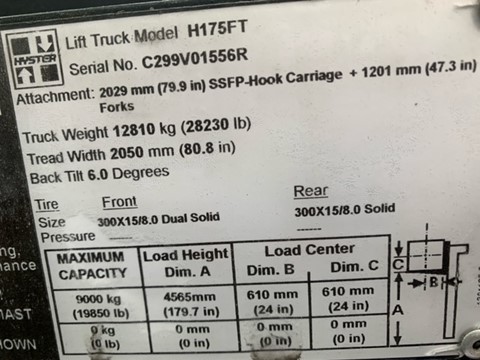 HYSTER
Lift Truck Model H175FT
Serial No. C299V01556R
Attachment: 2029 mm (79.9 in) SSFP-Hook Carriage + 1201 mm (47.3 in)
Forks
Truck Weight 12810 kg (28230 lb)
Tread Width 2050 mm (80.8 in)
Back Tilt 6.0 Degrees
Tire Front Rear
Size 300X15/8.0 Dual Solid 300X15/8.0 Solid
Pressure ------ ------
MAXIMUM CAPACITY Load Height Dim. A Load Center Dim. B Dim. C
9000 kg 4565mm 610 mm 610 mm
(19850 lb) (179.7 in) (24 in) (24 in)
0 kg 0 mm 0 mm 0 mm
(0 lb) (0 in) (0 in) (0 in)
C
B
A
ng.
nance
MAST
HOWN